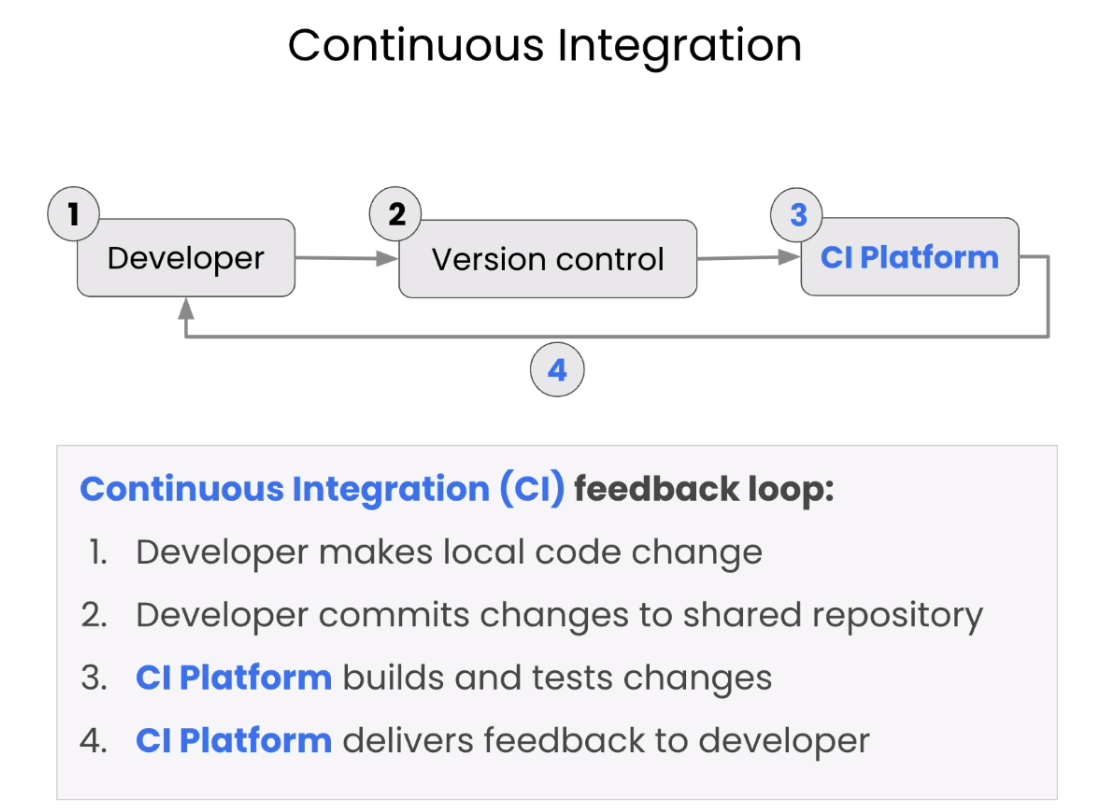 Continuous Integration
1
Developer
2
Version control
3
CI Platform
4
Continuous Integration (CI) feedback loop:
1. Developer makes local code change
2. Developer commits changes to shared repository
3. CI Platform builds and tests changes
4. CI Platform delivers feedback to developer